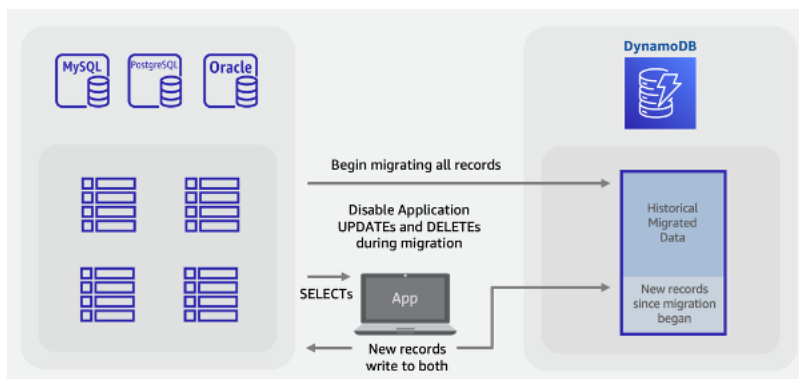 DynamoDB
MySQL
PostgreSQL
Oracle
Begin migrating all records
Disable Application
UPDATEs and DELETEs
during migration
Historical
Migrated
Data
SELECTs
App
New records
since migration
began
New records
write to both